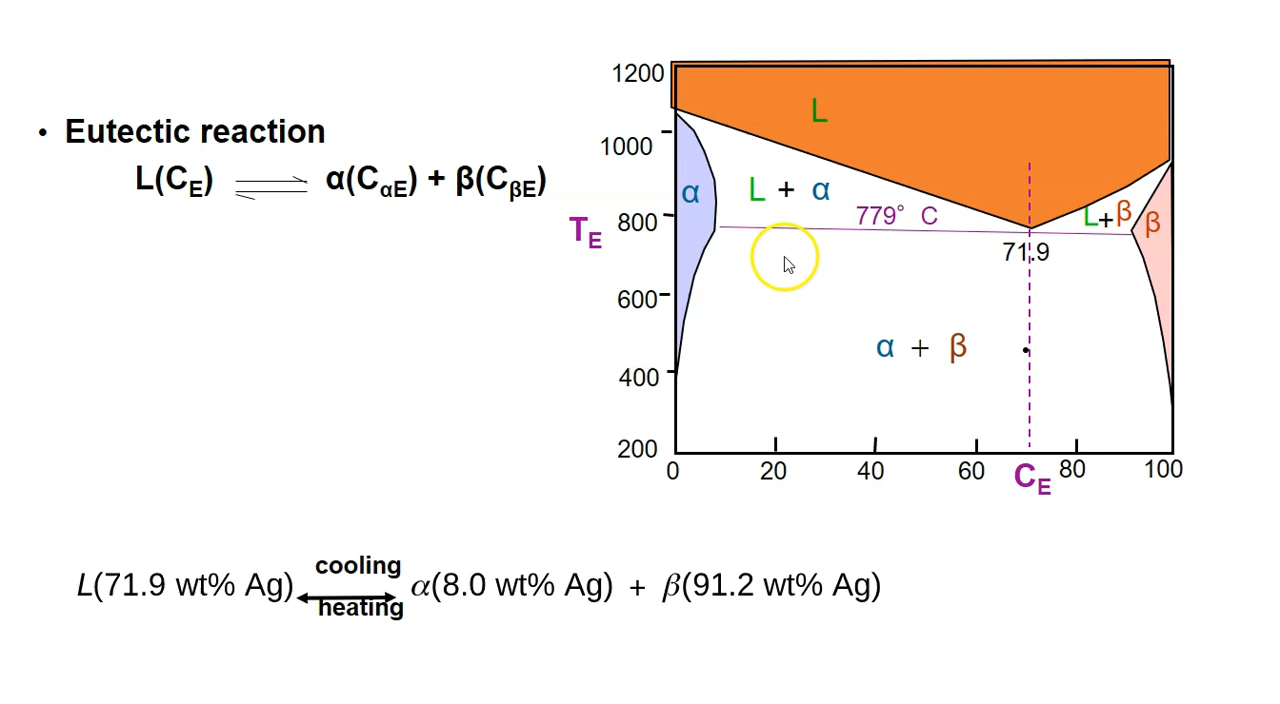 • Eutectic reaction
L(CE) ⇌ α(CαE) + β(CβE)
1200
1000
800
600
400
200
TE
L
α
L + α
779° C
L+β
β
71.9
α + β
0 20 40 60 80 100
CE
cooling
L(71.9 wt% Ag) ↔ α(8.0 wt% Ag) + β(91.2 wt% Ag)
heating